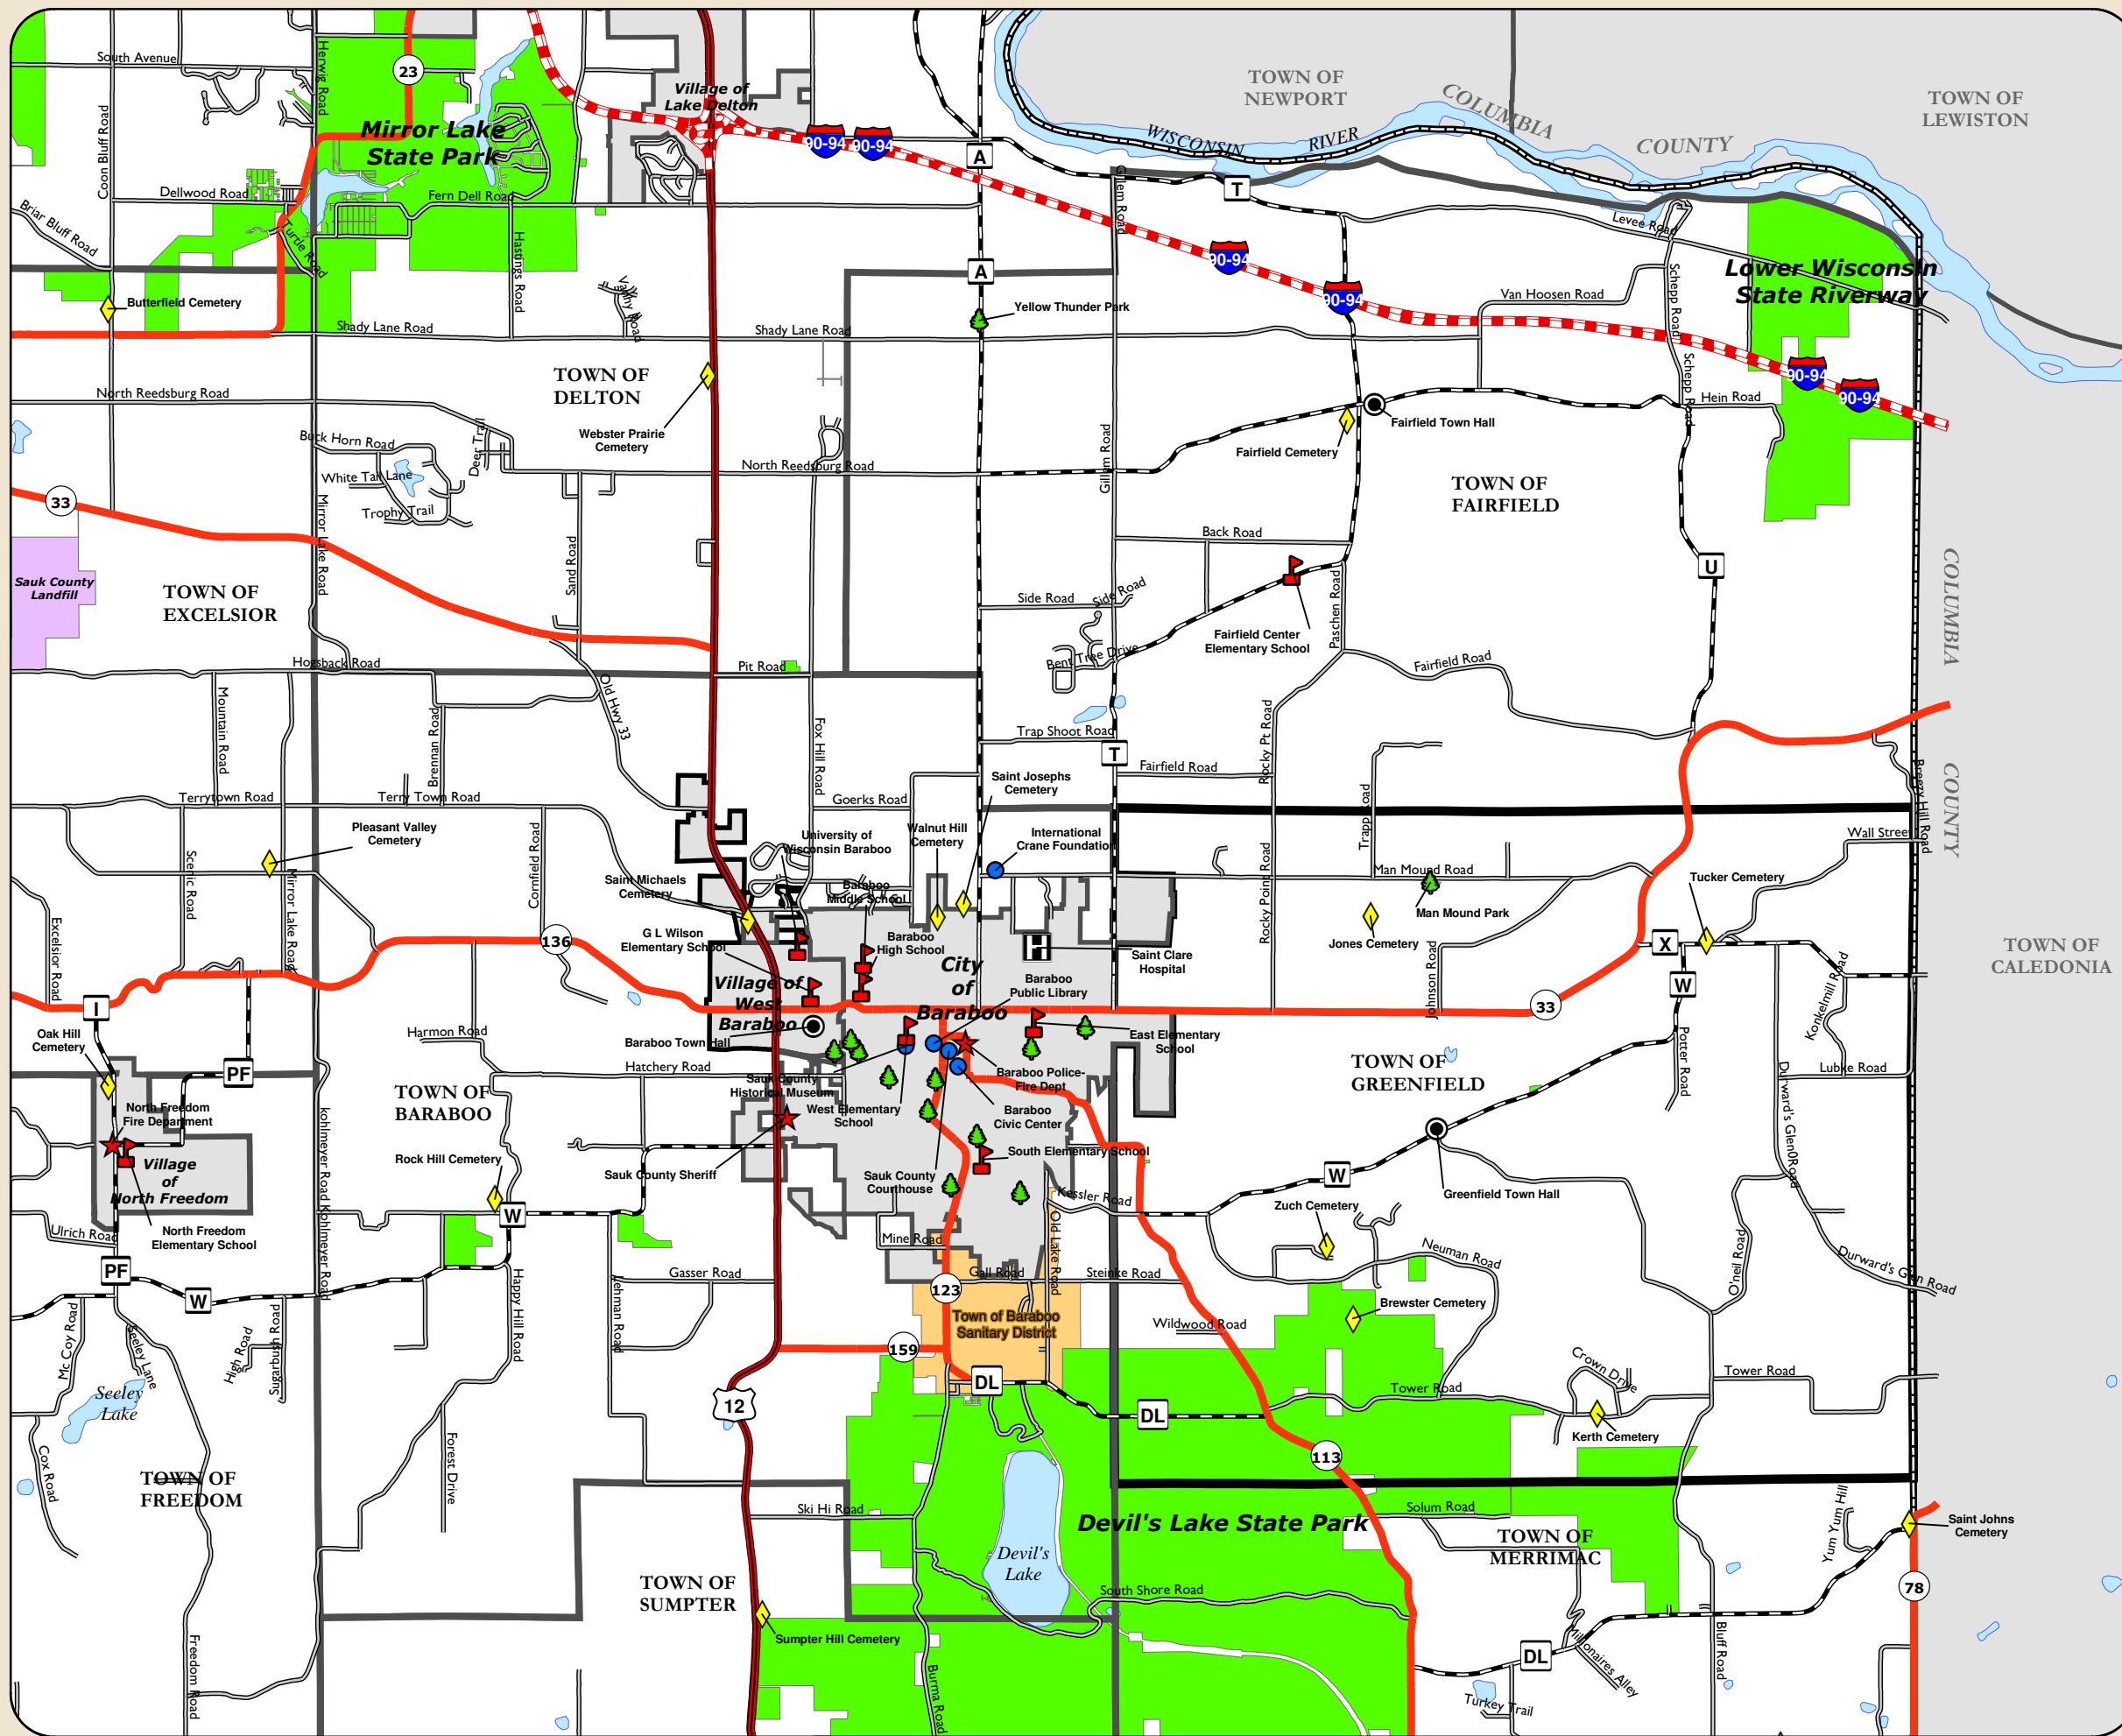 South Avenue
Herwig Road
23
Village of
Lake Delton
TOWN OF
NEWPORT
COLUMBIA
COUNTY
TOWN OF
LEWISTON
Mirror Lake
State Park
90-94
90-94
A
WISCONSIN
RIVER
Coon Bluff Road
Dellwood Road
Fern Dell Road
T
Gillem Road
Levee Road
Briar Bluff Road
Turtle Road
Hastings Road
90-94
A
Lower Wisconsin
State Riverway
Butterfield Cemetery
Yellow Thunder Park
90-94
Van Hoosen Road
Schepp Road
Shady Lane Road
Shady Lane Road
TOWN OF
DELTON
Schepp Road
90-94
90-94
North Reedsburg Road
Hein Road
Webster Prairie
Cemetery
Fairfield Town Hall
Fairfield Cemetery
Buck Horn Road
Deer Trail
North Reedsburg Road
Gillem Road
White Tail Lane
Trophy Trail
33
Mirror Lake Road
TOWN OF
FAIRFIELD
Back Road
Sand Road
U
Sauk County
Landfill
TOWN OF
EXCELSIOR
Side Road
Side Road
Paschen Road
Fairfield Center
Elementary School
COLUMBIA
Hogsback Road
Pit Road
Bent Tree Drive
Fairfield Road
Mountain Road
Brennan Road
Old Hwy 33
Fox Hill Road
Trap Shoot Road
T
Rocky Pt Road
Fairfield Road
Saint Josephs
Cemetery
Terrytown Road
Terry Town Road
Goerks Road
Trapp Road
Breezy Hill Road
COUNTY
Pleasant Valley
Cemetery
University of
Wisconsin Baraboo
Walnut Hill
Cemetery
International
Crane Foundation
Wall Street
Scenic Road
Mirror Lake Road
Cornfield Road
Saint Michaels
Cemetery
Baraboo
Middle School
Rocky Point Road
Man Mound Road
Tucker Cemetery
Man Mound Park
Excelsior Road
136
G L Wilson
Elementary School
Baraboo
High School
H
Saint Clare
Hospital
Jones Cemetery
Johnson Road
X
TOWN OF
CALEDONIA
City
of
Baraboo
Village of
West
Baraboo
Baraboo
Public Library
W
Konkelmill Road
I
33
Oak Hill
Cemetery
Harmon Road
Baraboo Town Hall
East Elementary
School
TOWN OF
GREENFIELD
Potter Road
PF
Hatchery Road
Sauk County
Historical Museum
Baraboo Police-
Fire Dept
Lubke Road
TOWN OF
BARABOO
North Freedom
Fire Department
West Elementary
School
Baraboo
Civic Center
Durward's Glen0Road
Village
of
North Freedom
Rock Hill Cemetery
Sauk County Sheriff
Sauk County
Courthouse
South Elementary School
W
Kessler Road
Greenfield Town Hall
Kohlmeyer Road
Kohlmeyer Road
W
Zuch Cemetery
Ulrich Road
North Freedom
Elementary School
Mine Road
Old Lake Road
Neuman Road
O'neil Road
Durward's Glen Road
PF
W
Happy Hill Road
Gasser Road
Gall Road
Steinke Road
123
Lehman Road
Town of Baraboo
Sanitary District
Brewster Cemetery
Wildwood Road
Mc Coy Road
Seeley Lane
High Road
Sugarbush Road
159
DL
Crown Drive
Tower Road
Tower Road
Seeley
Lake
12
DL
Kerth Cemetery
113
Cox Road
Forest Drive
TOWN OF
FREEDOM
Ski Hi Road
Devil's Lake State Park
Solum Road
TOWN OF
MERRIMAC
Yum Yum Hill
Saint Johns
Cemetery
Devil's
Lake
TOWN OF
SUMPTER
South Shore Road
78
Sumpter Hill Cemetery
Freedom Road
Burma Road
DL
Millionaires Alley
Bluff Road
Turkey Trail